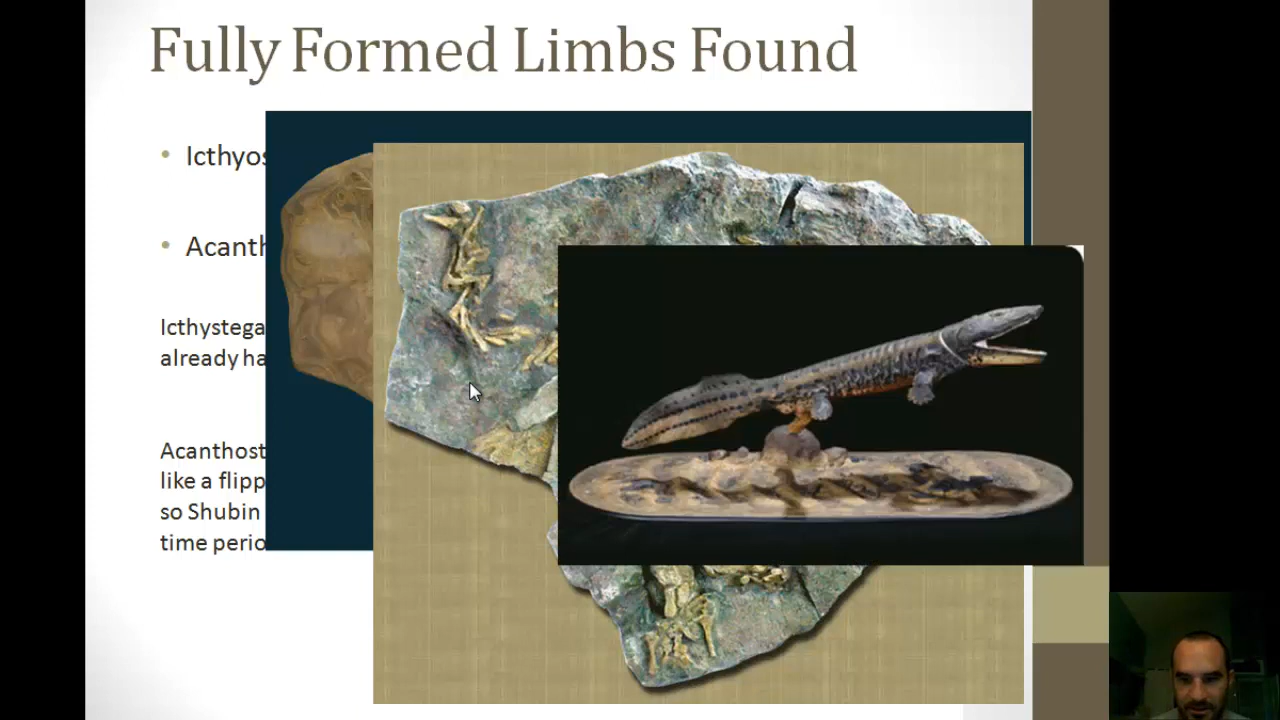 Fully Formed Limbs Found
• Icthyos
• Acanth
Icthystega
already ha
Acanthost
like a flipp
so Shubin
time perio